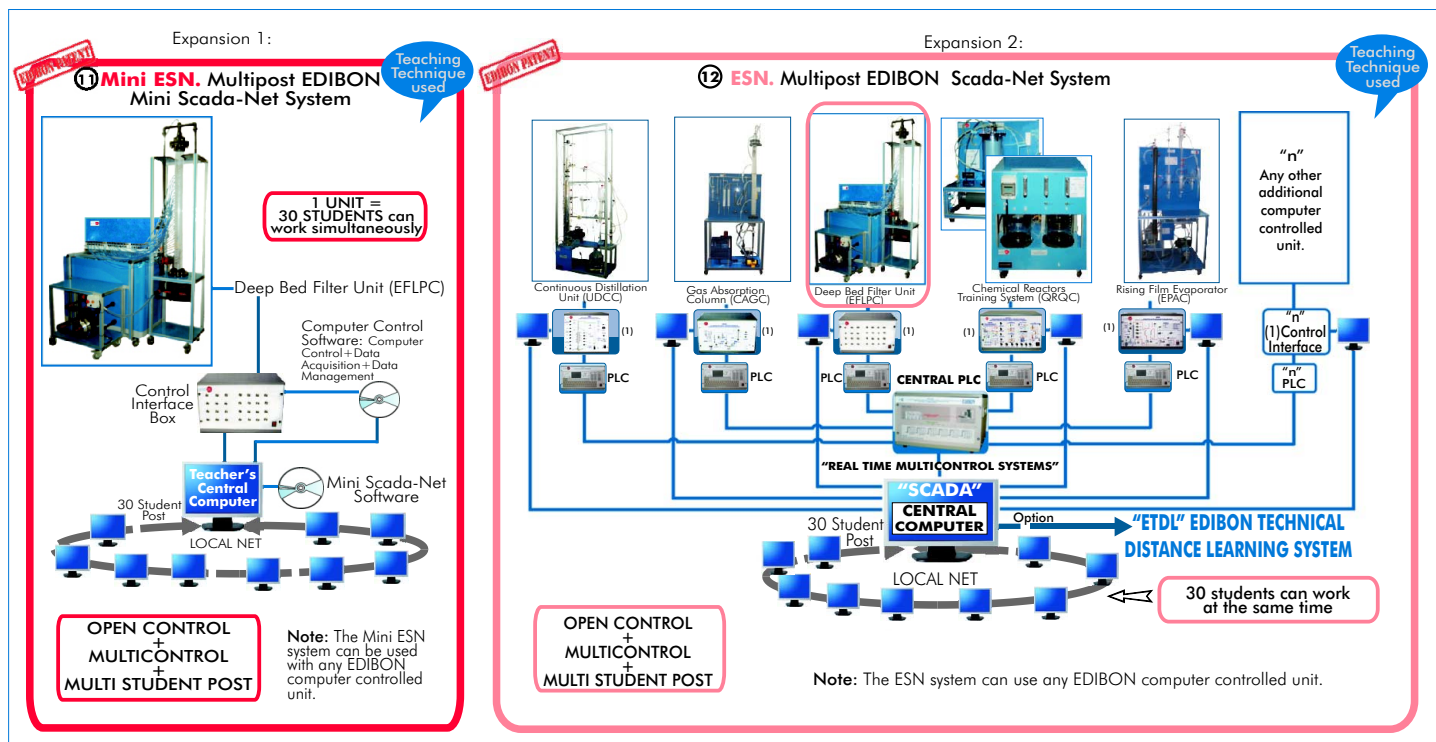 Expansion 1:
EDIBON PATENT
Teaching
Technique
used
11 Mini ESN. Multipost EDIBON
Mini Scada-Net System
1 UNIT =
30 STUDENTS can
work simultaneously
Deep Bed Filter Unit (EFLPC)
Computer Control
Software: Computer
Control+Data
Acquisition+Data
Management
Control
Interface
Box
Teacher's
Central
Computer
Mini Scada-Net
Software
30 Student
Post
LOCAL NET
OPEN CONTROL
+
MULTICONTROL
+
MULTI STUDENT POST
Note: The Mini ESN
system can be used
with any EDIBON
computer controlled
unit.
Expansion 2:
EDIBON PATENT
Teaching
Technique
used
12 ESN. Multipost EDIBON Scada-Net System
"n"
Any other
additional
computer
controlled
unit.
Continuous Distillation
Unit (UDCC)
Gas Absorption
Column (CAGC)
Deep Bed Filter Unit
(EFLPC)
Chemical Reactors
Training System (QRQC)
Rising Film Evaporator
(EPAC)
(1)
(1)
(1)
(1)
(1)
"n"
(1)Control
Interface
PLC
PLC
PLC
PLC
PLC
"n"
PLC
CENTRAL PLC
"REAL TIME MULTICONTROL SYSTEMS"
"SCADA"
CENTRAL
COMPUTER
30 Student
Post
Option
"ETDL" EDIBON TECHNICAL
DISTANCE LEARNING SYSTEM
LOCAL NET
30 students can work
at the same time
OPEN CONTROL
+
MULTICONTROL
+
MULTI STUDENT POST
Note: The ESN system can use any EDIBON computer controlled unit.